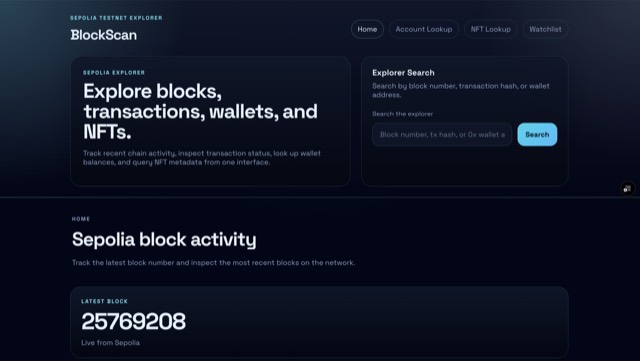 SEPOLIA TESTNET EXPLORER
BlockScan
Home
Account Lookup
NFT Lookup
Watchlist
SEPOLIA EXPLORER
Explore blocks,
transactions, wallets, and
NFTs.
Track recent chain activity, inspect transaction status, look up wallet
balances, and query NFT metadata from one interface.
Explorer Search
Search by block number, transaction hash, or wallet
address.
Search the explorer
Block number, tx hash, or 0x wallet a
Search
HOME
Sepolia block activity
Track the latest block number and inspect the most recent blocks on the network.
LATEST BLOCK
25769208
Live from Sepolia